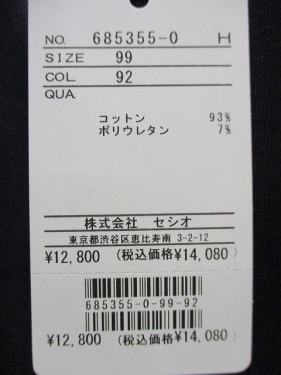 NO. 685355-0 H
SIZE 99
COL. 92
QUA.
コットン 93%
ポリウレタン 7%
株式会社 セシオ
東京都渋谷区恵比寿南 3-2-12
¥12,800 (税込価格¥14,080)
685355-0-99-92
¥12,800 (税込価格¥14,080)